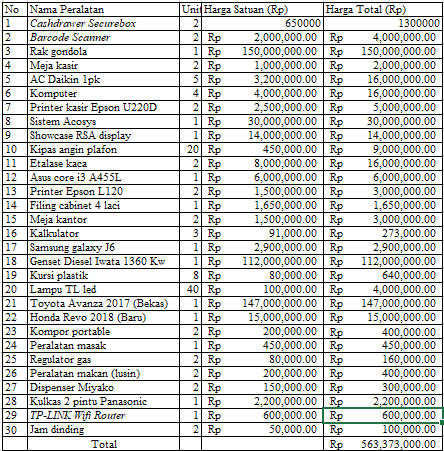 No Nama Peralatan Unit Harga Satuan (Rp) Harga Total (Rp)
1 Cashdrawer Securebox 2 650000 1300000
2 Barcode Scanner 2 Rp 2,000,000.00 Rp 4,000,000.00
3 Rak gondola 1 Rp 150,000,000.00 Rp 150,000,000.00
4 Meja kasir 2 Rp 1,000,000.00 Rp 2,000,000.00
5 AC Daikin 1pk 5 Rp 3,200,000.00 Rp 16,000,000.00
6 Komputer 4 Rp 4,000,000.00 Rp 16,000,000.00
7 Printer kasir Epson U220D 2 Rp 2,500,000.00 Rp 5,000,000.00
8 Sistem Acosys 1 Rp 30,000,000.00 Rp 30,000,000.00
9 Showcase RSA display 1 Rp 14,000,000.00 Rp 14,000,000.00
10 Kipas angin plafon 20 Rp 450,000.00 Rp 9,000,000.00
11 Etalase kaca 2 Rp 8,000,000.00 Rp 16,000,000.00
12 Asus core i3 A455L 1 Rp 6,000,000.00 Rp 6,000,000.00
13 Printer Epson L120 2 Rp 1,500,000.00 Rp 3,000,000.00
14 Filing cabinet 4 laci 1 Rp 1,650,000.00 Rp 1,650,000.00
15 Meja kantor 2 Rp 1,500,000.00 Rp 3,000,000.00
16 Kalkulator 3 Rp 91,000.00 Rp 273,000.00
17 Samsung galaxy J6 1 Rp 2,900,000.00 Rp 2,900,000.00
18 Genset Diesel Iwata 1360 Kw 1 Rp 112,000,000.00 Rp 112,000,000.00
19 Kursi plastik 8 Rp 80,000.00 Rp 640,000.00
20 Lampu TL led 40 Rp 100,000.00 Rp 4,000,000.00
21 Toyota Avanza 2017 (Bekas) 1 Rp 147,000,000.00 Rp 147,000,000.00
22 Honda Revo 2018 (Baru) 1 Rp 15,000,000.00 Rp 15,000,000.00
23 Kompor portable 2 Rp 200,000.00 Rp 400,000.00
24 Peralatan masak 1 Rp 450,000.00 Rp 450,000.00
25 Regulator gas 2 Rp 80,000.00 Rp 160,000.00
26 Peralatan makan (lusin) 2 Rp 200,000.00 Rp 400,000.00
27 Dispenser Miyako 2 Rp 150,000.00 Rp 300,000.00
28 Kulkas 2 pintu Panasonic 1 Rp 2,200,000.00 Rp 2,200,000.00
29 TP-LINK Wifi Router 1 Rp 600,000.00 Rp 600,000.00
30 Jam dinding 2 Rp 50,000.00 Rp 100,000.00
Total Rp 563,373,000.00